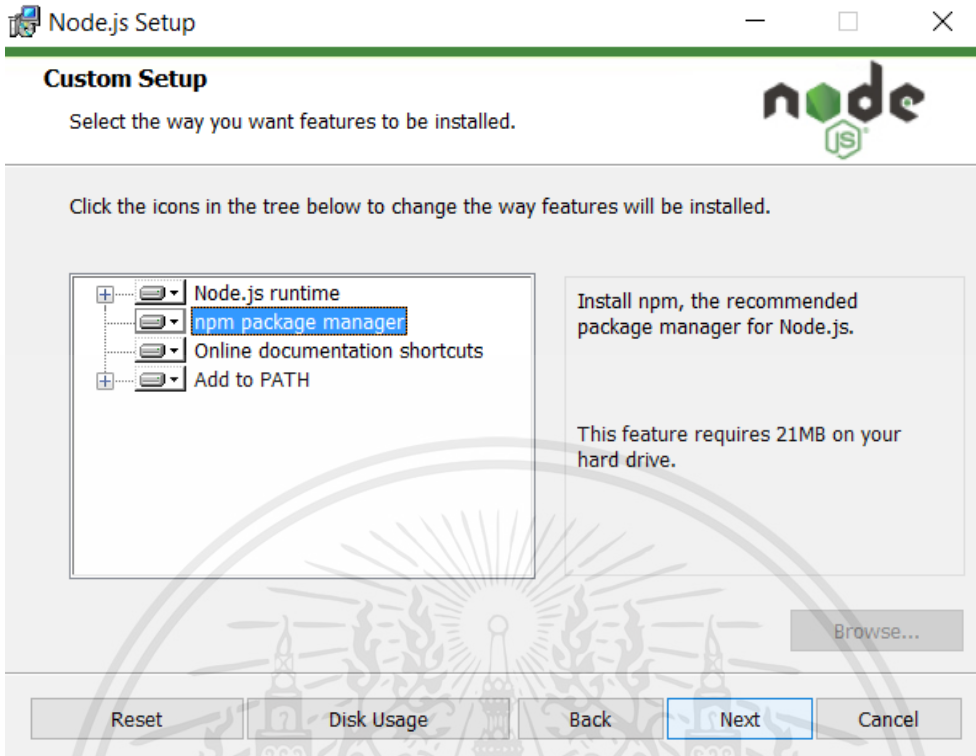 Node.js Setup
Custom Setup
Select the way you want features to be installed.
node
JS
Click the icons in the tree below to change the way features will be installed.
Node.js runtime
npm package manager
Online documentation shortcuts
Add to PATH
Install npm, the recommended
package manager for Node.js.
This feature requires 21MB on your
hard drive.
Browse...
Reset
Disk Usage
Back
Next
Cancel